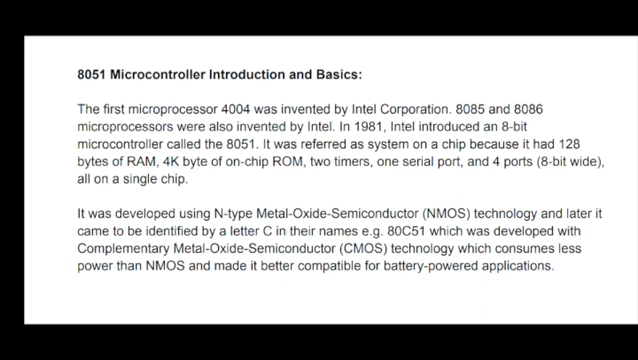 8051 Microcontroller Introduction and Basics:
The first microprocessor 4004 was invented by Intel Corporation. 8085 and 8086
microprocessors were also invented by Intel. In 1981, Intel introduced an 8-bit
microcontroller called the 8051. It was referred as system on a chip because it had 128
bytes of RAM, 4K byte of on-chip ROM, two timers, one serial port, and 4 ports (8-bit wide),
all on a single chip.
It was developed using N-type Metal-Oxide-Semiconductor (NMOS) technology and later it
came to be identified by a letter C in their names e.g. 80C51 which was developed with
Complementary Metal-Oxide-Semiconductor (CMOS) technology which consumes less
power than NMOS and made it better compatible for battery-powered applications.